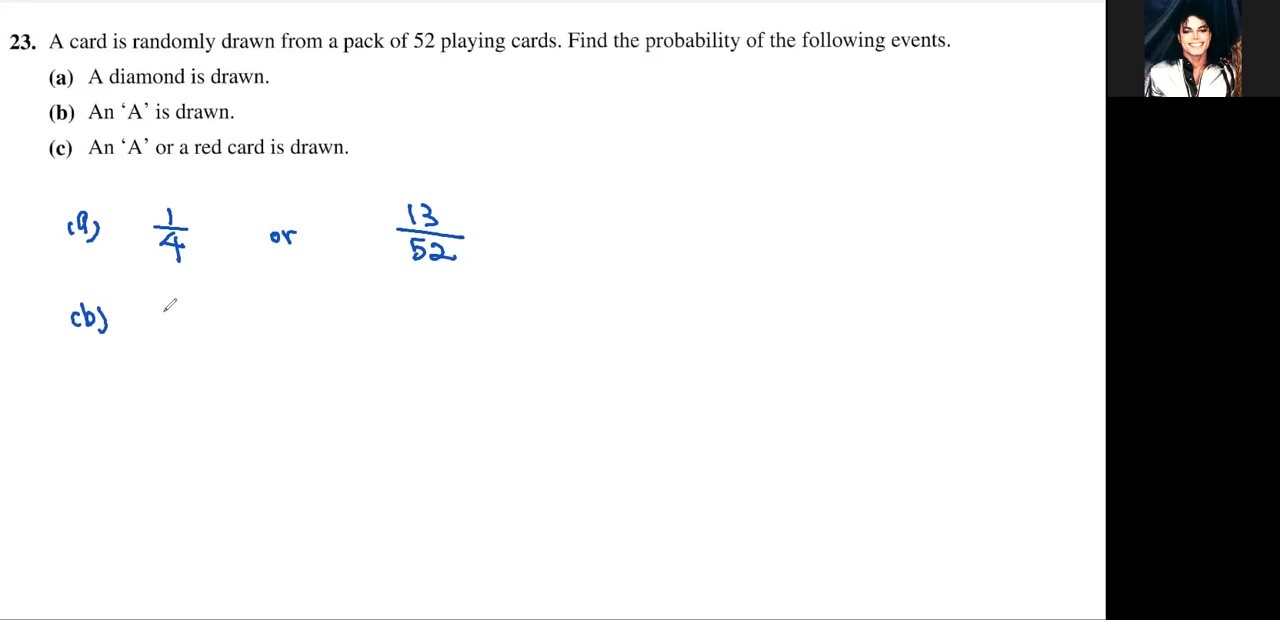 23. A card is randomly drawn from a pack of 52 playing cards. Find the probability of the following events.
(a) A diamond is drawn.
(b) An ‘A’ is drawn.
(c) An ‘A’ or a red card is drawn.
(a) 1/4 or 13/52
(b)